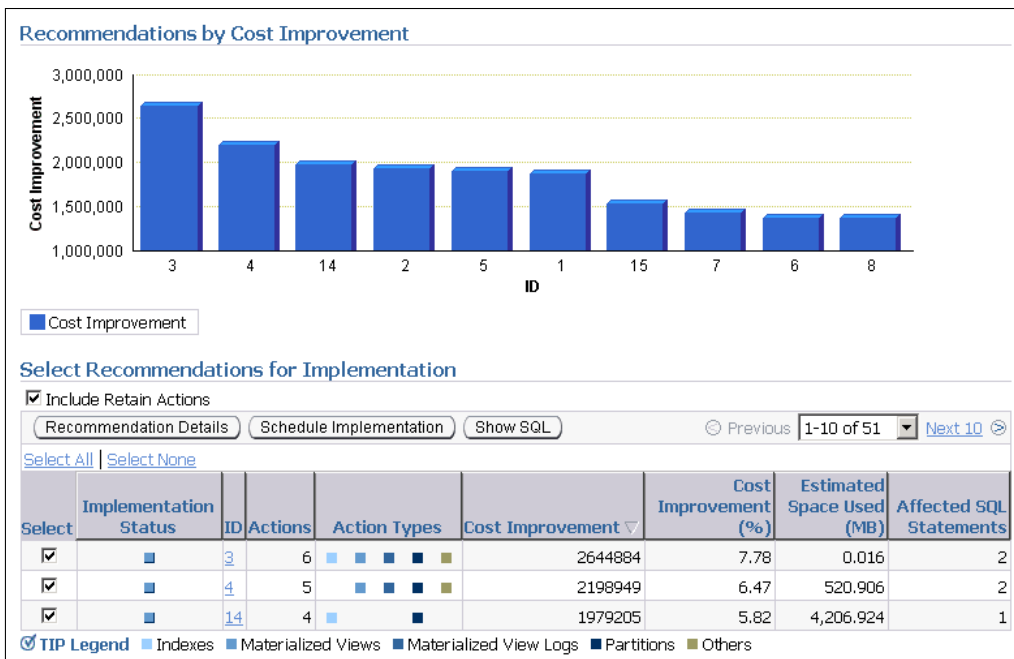 Recommendations by Cost Improvement
3,000,000
2,500,000
2,000,000
1,500,000
1,000,000
Cost Improvement
3 4 14 2 5 1 15 7 6 8
ID
Cost Improvement
Select Recommendations for Implementation
Include Retain Actions
Recommendation Details Schedule Implementation Show SQL Previous 1-10 of 51 Next 10
Select All | Select None
Select Implementation Status ID Actions Action Types Cost Improvement Cost Improvement (%) Estimated Space Used (MB) Affected SQL Statements
3 6 2644884 7.78 0.016 2
4 5 2198949 6.47 520.906 2
14 4 1979205 5.82 4,206.924 1
TIP Legend Indexes Materialized Views Materialized View Logs Partitions Others